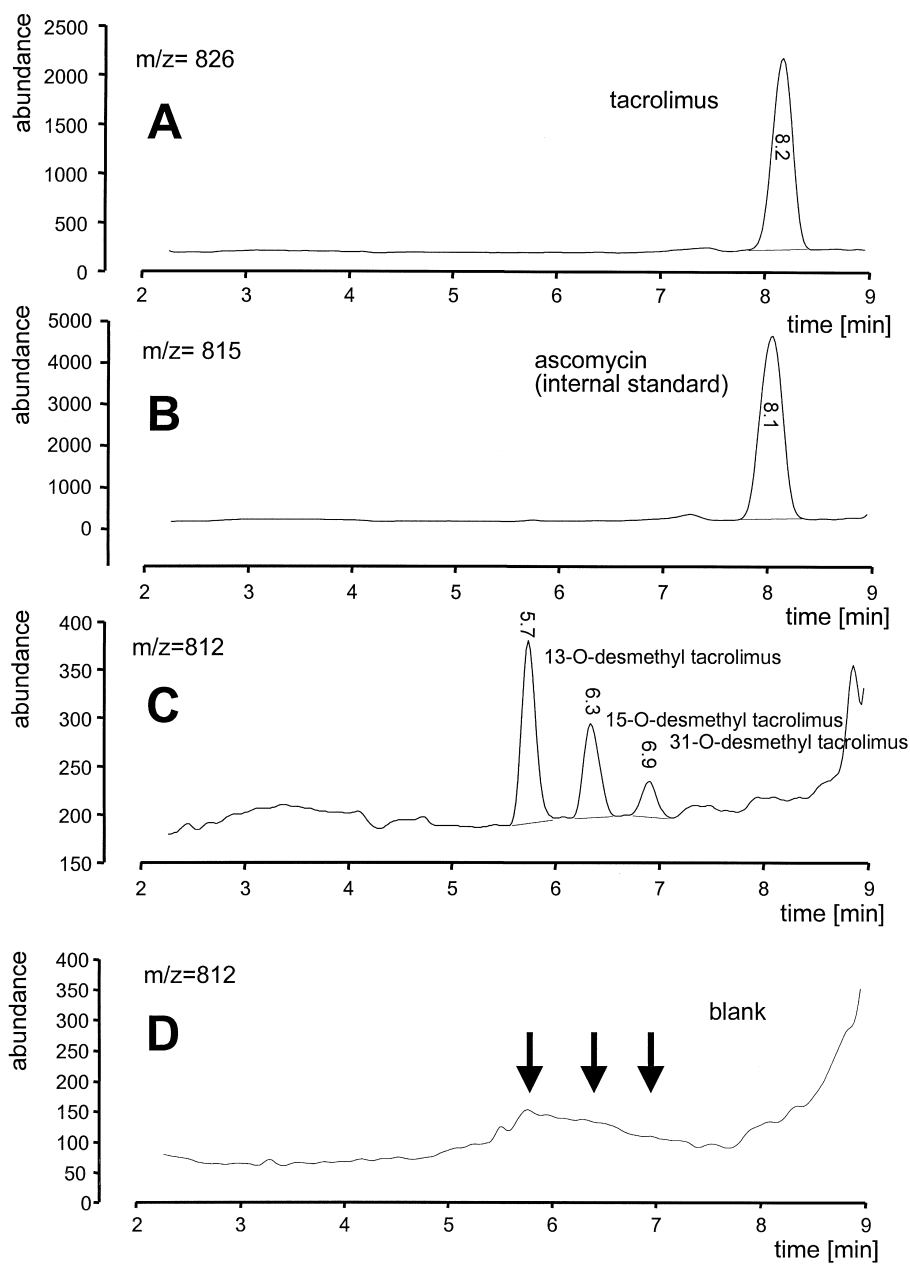 abundance
2500
2000
1500
1000
500
0
m/z= 826
A
tacrolimus
8.2
2 3 4 5 6 7 8 9
time [min]
abundance
5000
4000
3000
2000
1000
0
m/z= 815
B
ascomycin
(internal standard)
8.1
2 3 4 5 6 7 8 9
time [min]
abundance
400
350
300
250
200
150
m/z=812
C
5.7
13-O-desmethyl tacrolimus
6.3
15-O-desmethyl tacrolimus
6.9
31-O-desmethyl tacrolimus
2 3 4 5 6 7 8 9
time [min]
abundance
400
350
300
250
200
150
100
50
0
m/z=812
D
blank
2 3 4 5 6 7 8 9
time [min]